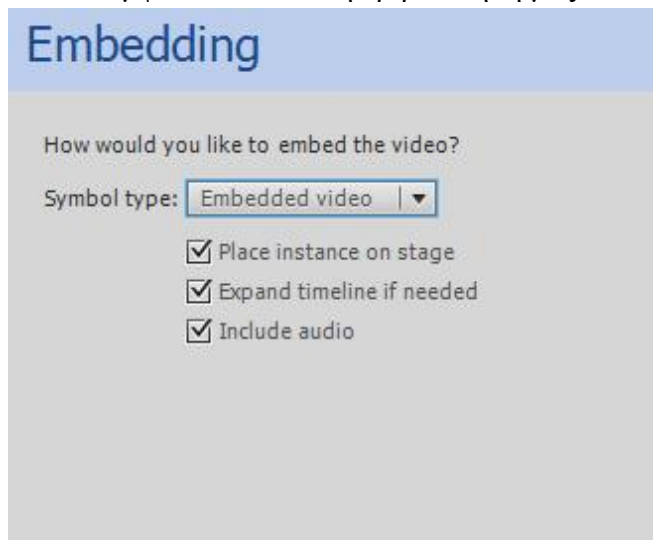 Embedding
How would you like to embed the video?
Symbol type: Embedded video
Place instance on stage
Expand timeline if needed
Include audio